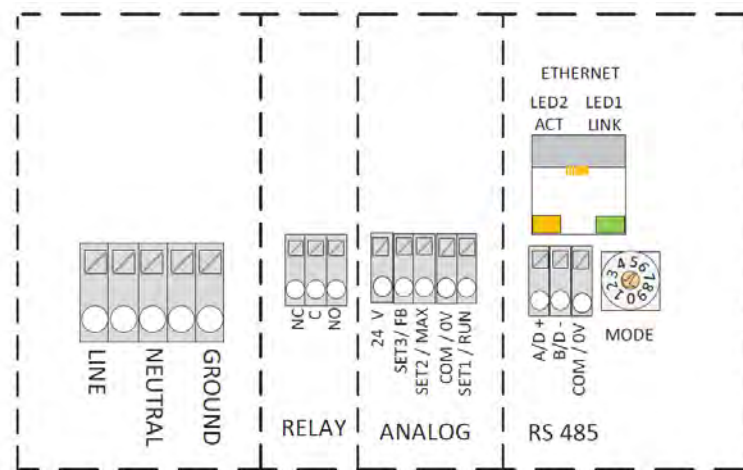 ETHERNET
LED2 LED1
ACT LINK
LINE
NEUTRAL
GROUND
NC
C
NO
RELAY
24 V
SET3/ FB
SET2 / MAX
COM / 0V
SET1 / RUN
ANALOG
A/D +
B/D -
COM / 0V
RS 485
0 1 2 3 4 5 6 7 8 9
MODE